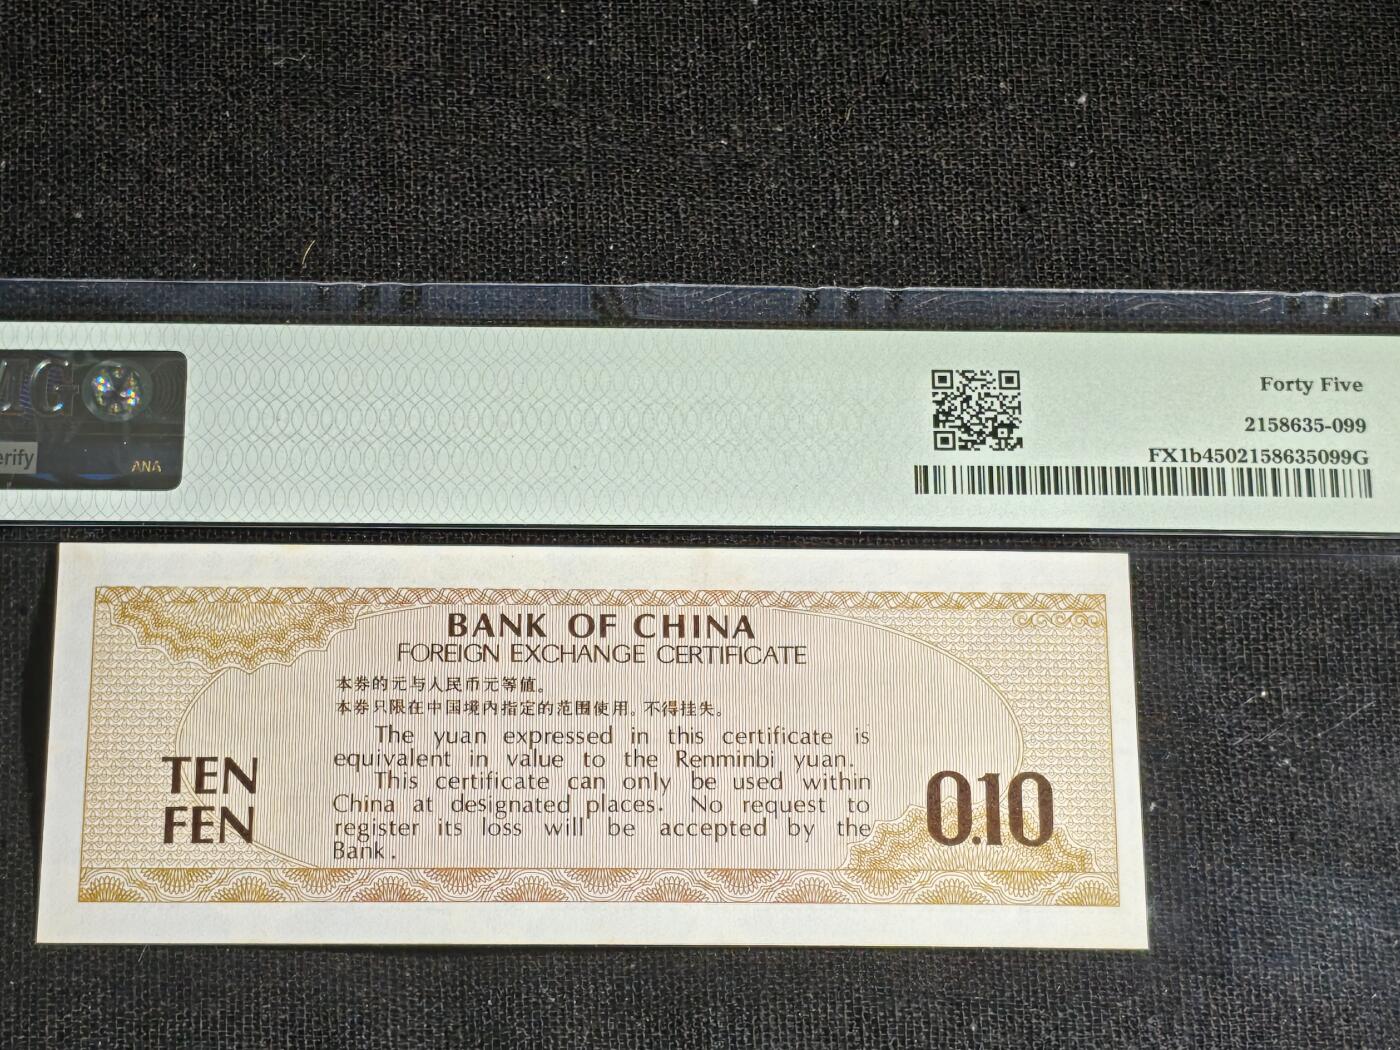 MG
erify
ANA
Forty Five
2158635-099
FX1b4502158635099G
BANK OF CHINA
FOREIGN EXCHANGE CERTIFICATE
本券的元与人民币元等值。
本券只限在中国境内指定的范围使用。不得挂失。
The yuan expressed in this certificate is
equivalent in value to the Renminbi yuan.
This certificate can only be used within
China at designated places. No request to
register its loss will be accepted by the
Bank.
TEN
FEN
0.10